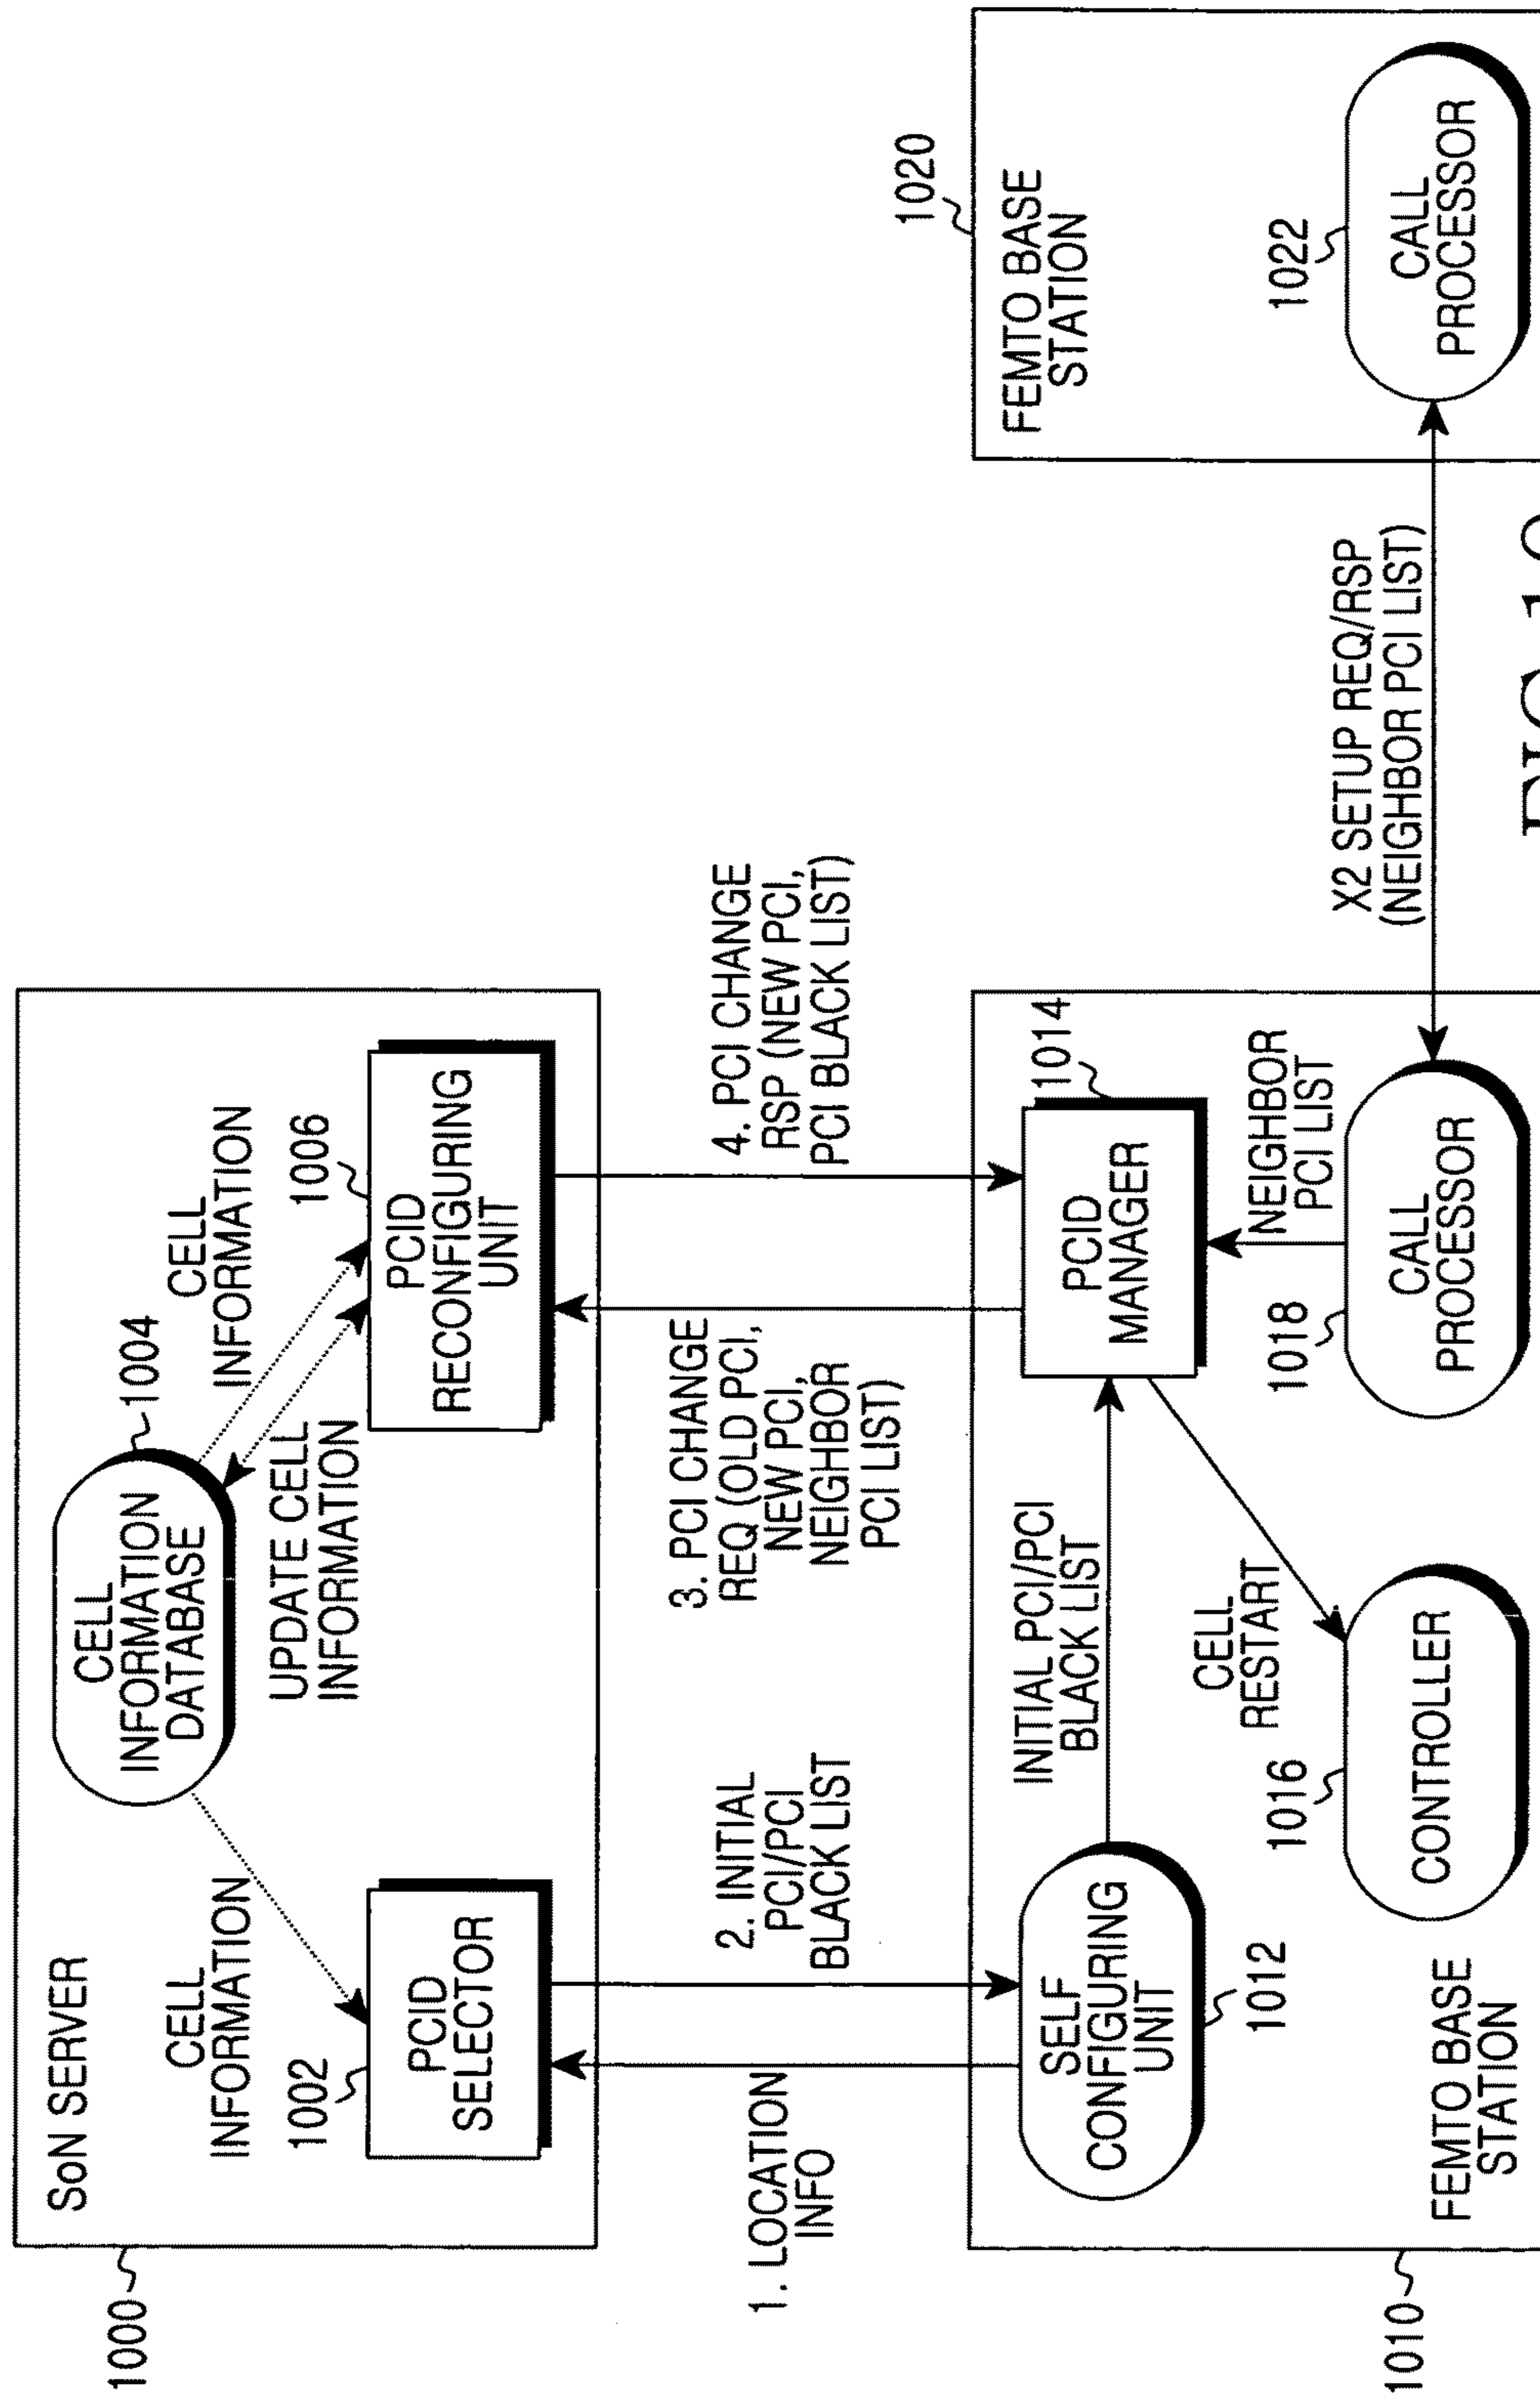 1000
SoN SERVER
CELL
INFORMATION
1002
PCID
SELECTOR
CELL
INFORMATION
DATABASE
1004
UPDATE CELL
INFORMATION
CELL
INFORMATION
1006
PCID
RECONFIGURING
UNIT
1. LOCATION
INFO
2. INITIAL
PCI/PCI
BLACK LIST
3. PCI CHANGE
REQ (OLD PCI,
NEW PCI,
NEIGHBOR
PCI LIST)
4. PCI CHANGE
RSP (NEW PCI,
PCI BLACK LIST)
1010
SELF
CONFIGURING
UNIT
1012
FEMTO BASE
STATION
INITIAL PCI/PCI
BLACK LIST
CELL
RESTART
1016
CONTROLLER
PCID
MANAGER
1014
NEIGHBOR
PCI LIST
1018
CALL
PROCESSOR
X2 SETUP REQ/RSP
(NEIGHBOR PCI LIST)
1020
FEMTO BASE
STATION
1022
CALL
PROCESSOR